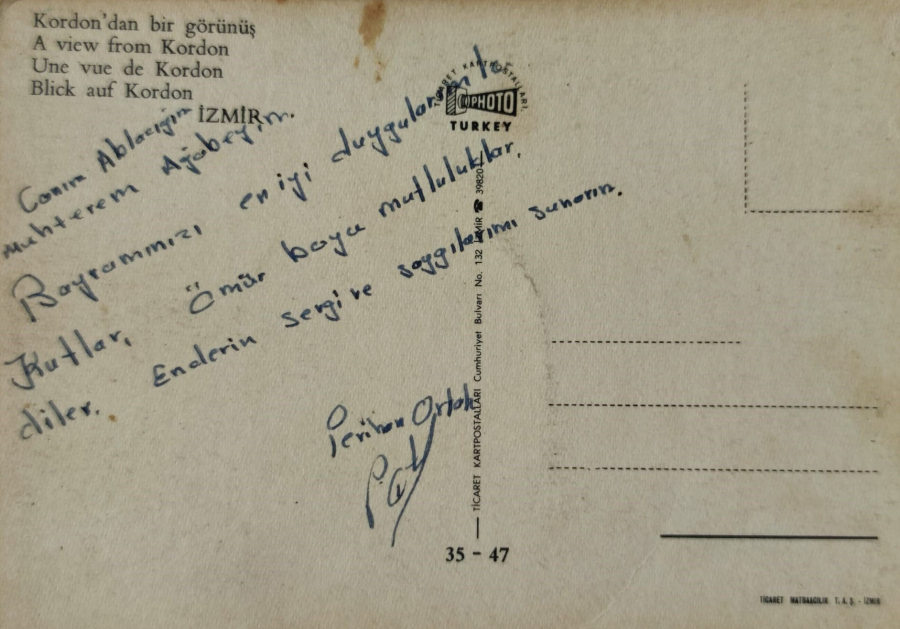 Kordon'dan bir görünüş
A view from Kordon
Une vue de Kordon
Blick auf Kordon
İZMİR
Canım Ablacığım
Muhterem Ağabeyim.
Bayramınızı en iyi duygularımla
Kutlar, Ömür boyu mutluluklar,
diler. Enderin sevgi ve saygılarımı sunarım.
Perihan
TİCARET KARTPOSTALLARI
PHOTO
TURKEY
TİCARET KARTPOSTALLARI Cumhuriyet Bulvarı No. 132 İZMİR ☎ 39820
35 - 47
TİCARET MATBAACILIK T. A. Ş. - İZMİR